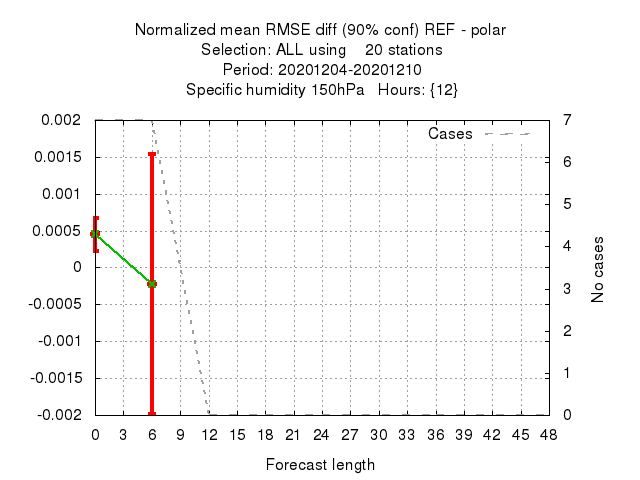 Normalized mean RMSE diff (90% conf) REF - polar
Selection: ALL using    20 stations
Period: 20201204-20201210
Specific humidity 150hPa   Hours: {12}
0.002
0.0015
0.001
0.0005
0
-0.0005
-0.001
-0.0015
-0.002
Cases
7
6
5
4
3
2
1
0
No cases
0 3 6 9 12 15 18 21 24 27 30 33 36 39 42 45 48
Forecast length